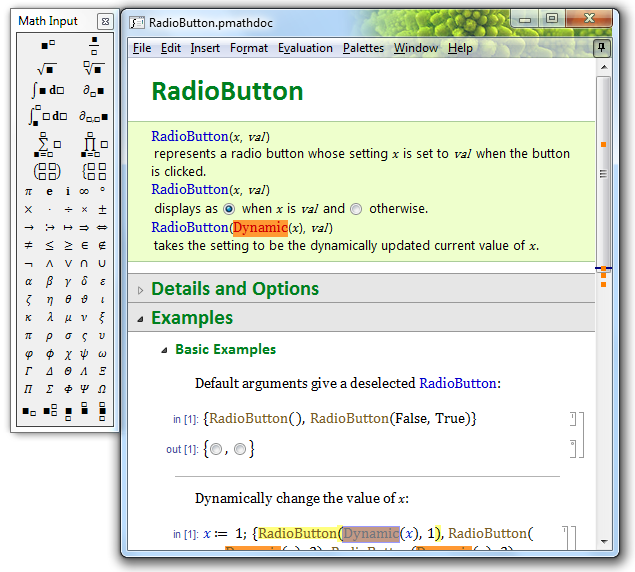 Math Input
RadioButton.pmathdoc
File Edit Insert Format Evaluation Palettes Window Help
RadioButton
RadioButton(x, val)
represents a radio button whose setting x is set to val when the button
is clicked.
RadioButton(x, val)
displays as when x is val and otherwise.
RadioButton(Dynamic(x), val)
takes the setting to be the dynamically updated current value of x.
Details and Options
Examples
Basic Examples
Default arguments give a deselected RadioButton:
in [1]: {RadioButton(), RadioButton(False, True)}
out [1]: { , }
Dynamically change the value of x:
in [1]: x := 1; {RadioButton(Dynamic(x), 1), RadioButton(
■□
√■ □√■
∫■ d□ ∂□■
∫ d□ ∂□,□■
∑ □ ∏ □
π e i ∞ °
× · ÷ × ±
→ :→ ↦ ⇒ ⇔
≠ ≤ ≥ ∈ ∉
¬ ∧ ∨ ∩ ∪
α β γ δ ε
ζ η θ ϑ ι
κ λ μ ν ξ
π ρ σ ς υ
φ ϕ χ ψ ω
Γ Δ Θ Λ Ξ
Π Σ Φ Ψ Ω